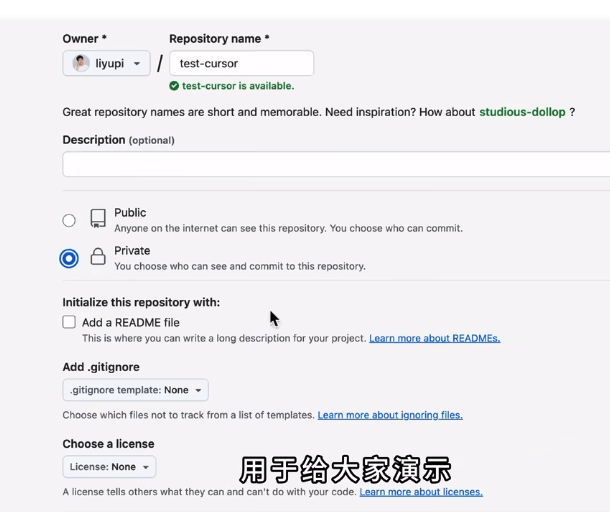 Owner * Repository name *
liyupi / test-cursor
test-cursor is available.
Great repository names are short and memorable. Need inspiration? How about studious-dollop ?
Description (optional)
Public
Anyone on the internet can see this repository. You choose who can commit.
Private
You choose who can see and commit to this repository.
Initialize this repository with:
Add a README file
This is where you can write a long description for your project. Learn more about READMEs.
Add .gitignore
.gitignore template: None
Choose which files not to track from a list of templates. Learn more about ignoring files.
Choose a license
License: None
用于给大家演示
A license tells others what they can and can't do with your code. Learn more about licenses.